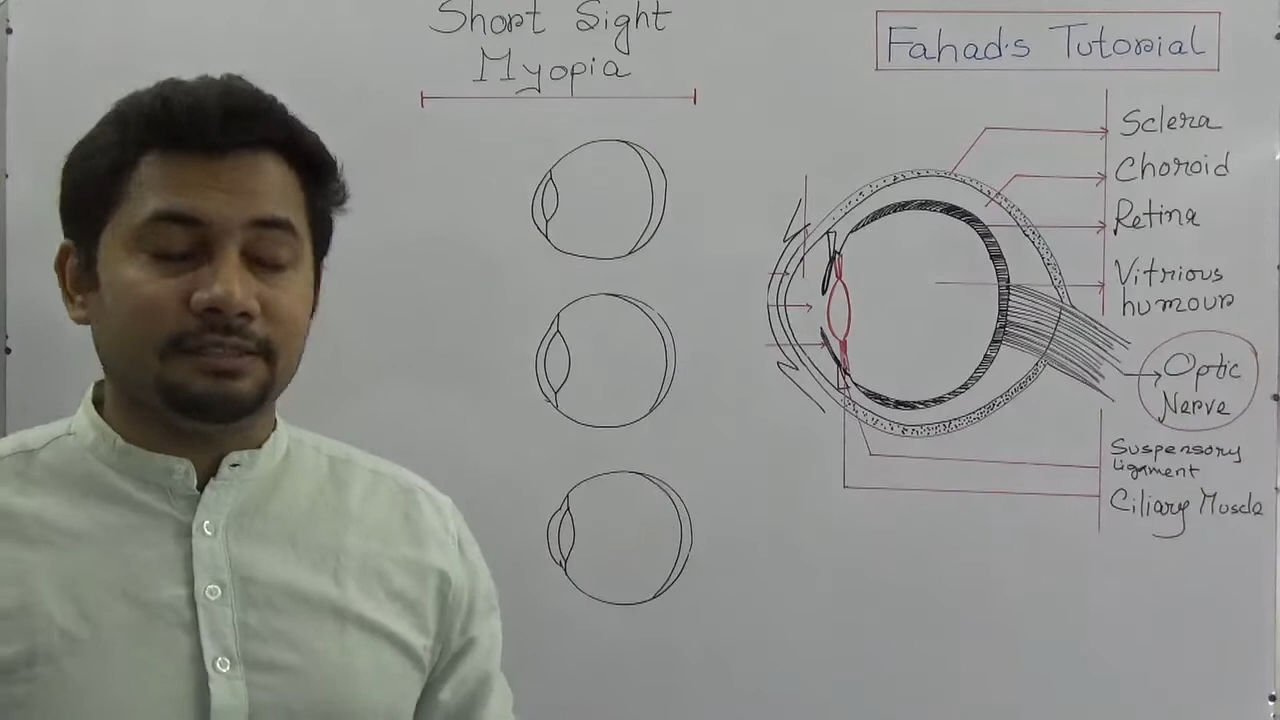 Short Sight
Myopia
Fahad's Tutorial
Sclera
Choroid
Retina
Vitrious
humour
Optic
Nerve
Suspensory
Ligament
Ciliary Muscle